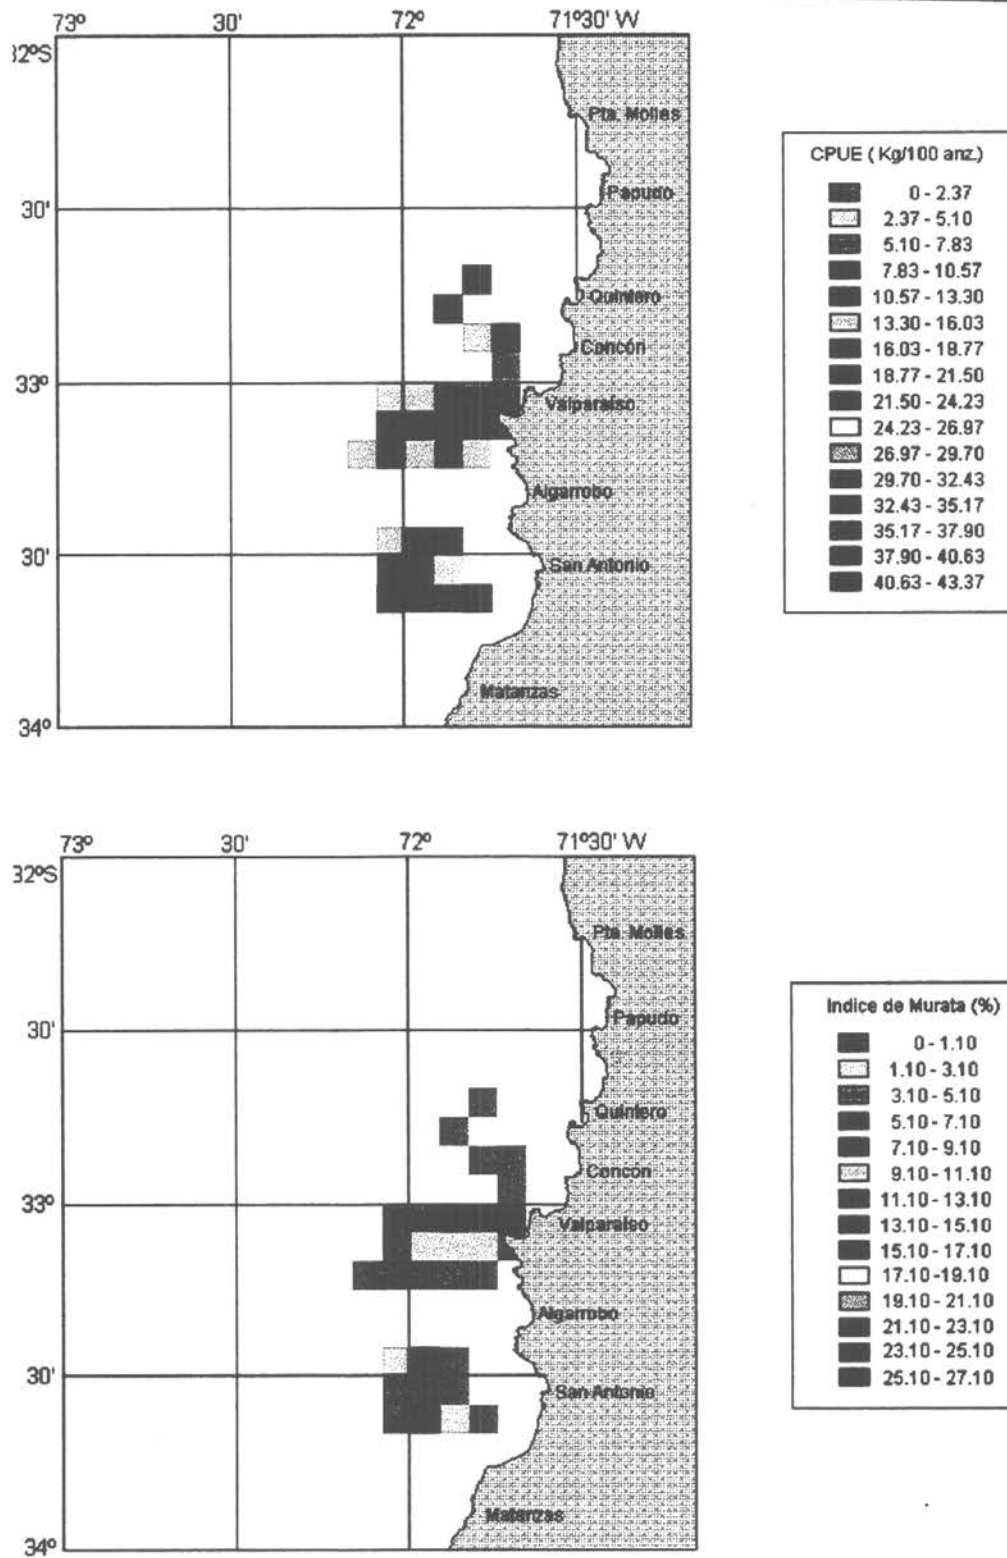 73º 30' 72º 71º30' W
32ºS
Pta. Molles
Papudo
30'
Quintero
Concón
33º
Valparaíso
Algarrobo
30'
San Antonio
Matanzas
34º
CPUE ( Kg/100 anz.)
0 - 2.37
2.37 - 5.10
5.10 - 7.83
7.83 - 10.57
10.57 - 13.30
13.30 - 16.03
16.03 - 18.77
18.77 - 21.50
21.50 - 24.23
24.23 - 26.97
26.97 - 29.70
29.70 - 32.43
32.43 - 35.17
35.17 - 37.90
37.90 - 40.63
40.63 - 43.37
73º 30' 72º 71º30' W
32ºS
Pta. Molles
Papudo
30'
Quintero
Concón
33º
Valparaíso
Algarrobo
30'
San Antonio
Matanzas
34º
Indice de Murata (%)
0 - 1.10
1.10 - 3.10
3.10 - 5.10
5.10 - 7.10
7.10 - 9.10
9.10 - 11.10
11.10 - 13.10
13.10 - 15.10
15.10 - 17.10
17.10 - 19.10
19.10 - 21.10
21.10 - 23.10
23.10 - 25.10
25.10 - 27.10